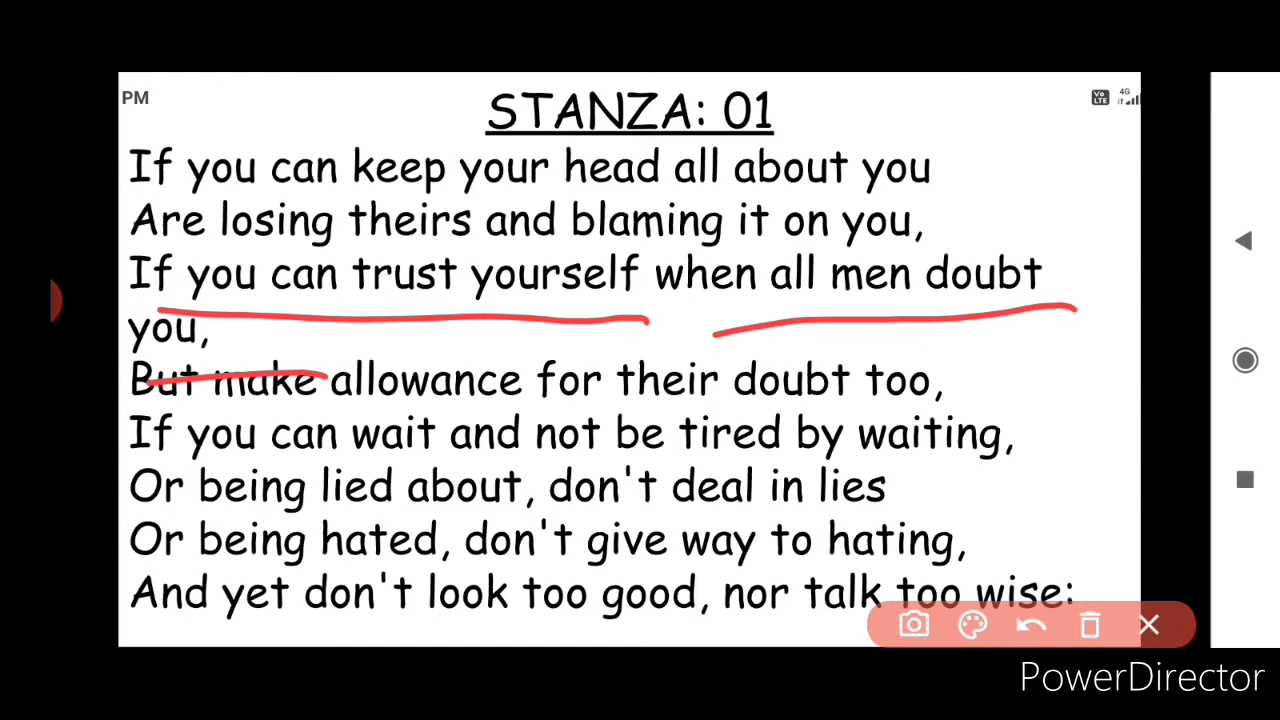 PM
STANZA: 01
Vo LTE
4G
If you can keep your head all about you
Are losing theirs and blaming it on you,
If you can trust yourself when all men doubt
you,
But make allowance for their doubt too,
If you can wait and not be tired by waiting,
Or being lied about, don't deal in lies
Or being hated, don't give way to hating,
And yet don't look too good, nor talk too wise:
PowerDirector